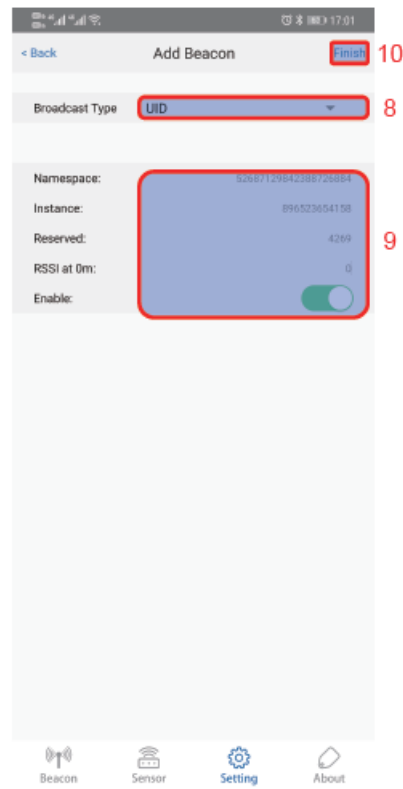 17:01
< Back Add Beacon Finish 10
Broadcast Type UID 8
Namespace: 52687129842388726884
Instance: 896523654158
Reserved: 4269 9
RSSI at 0m: 0
Enable:
Beacon Sensor Setting About